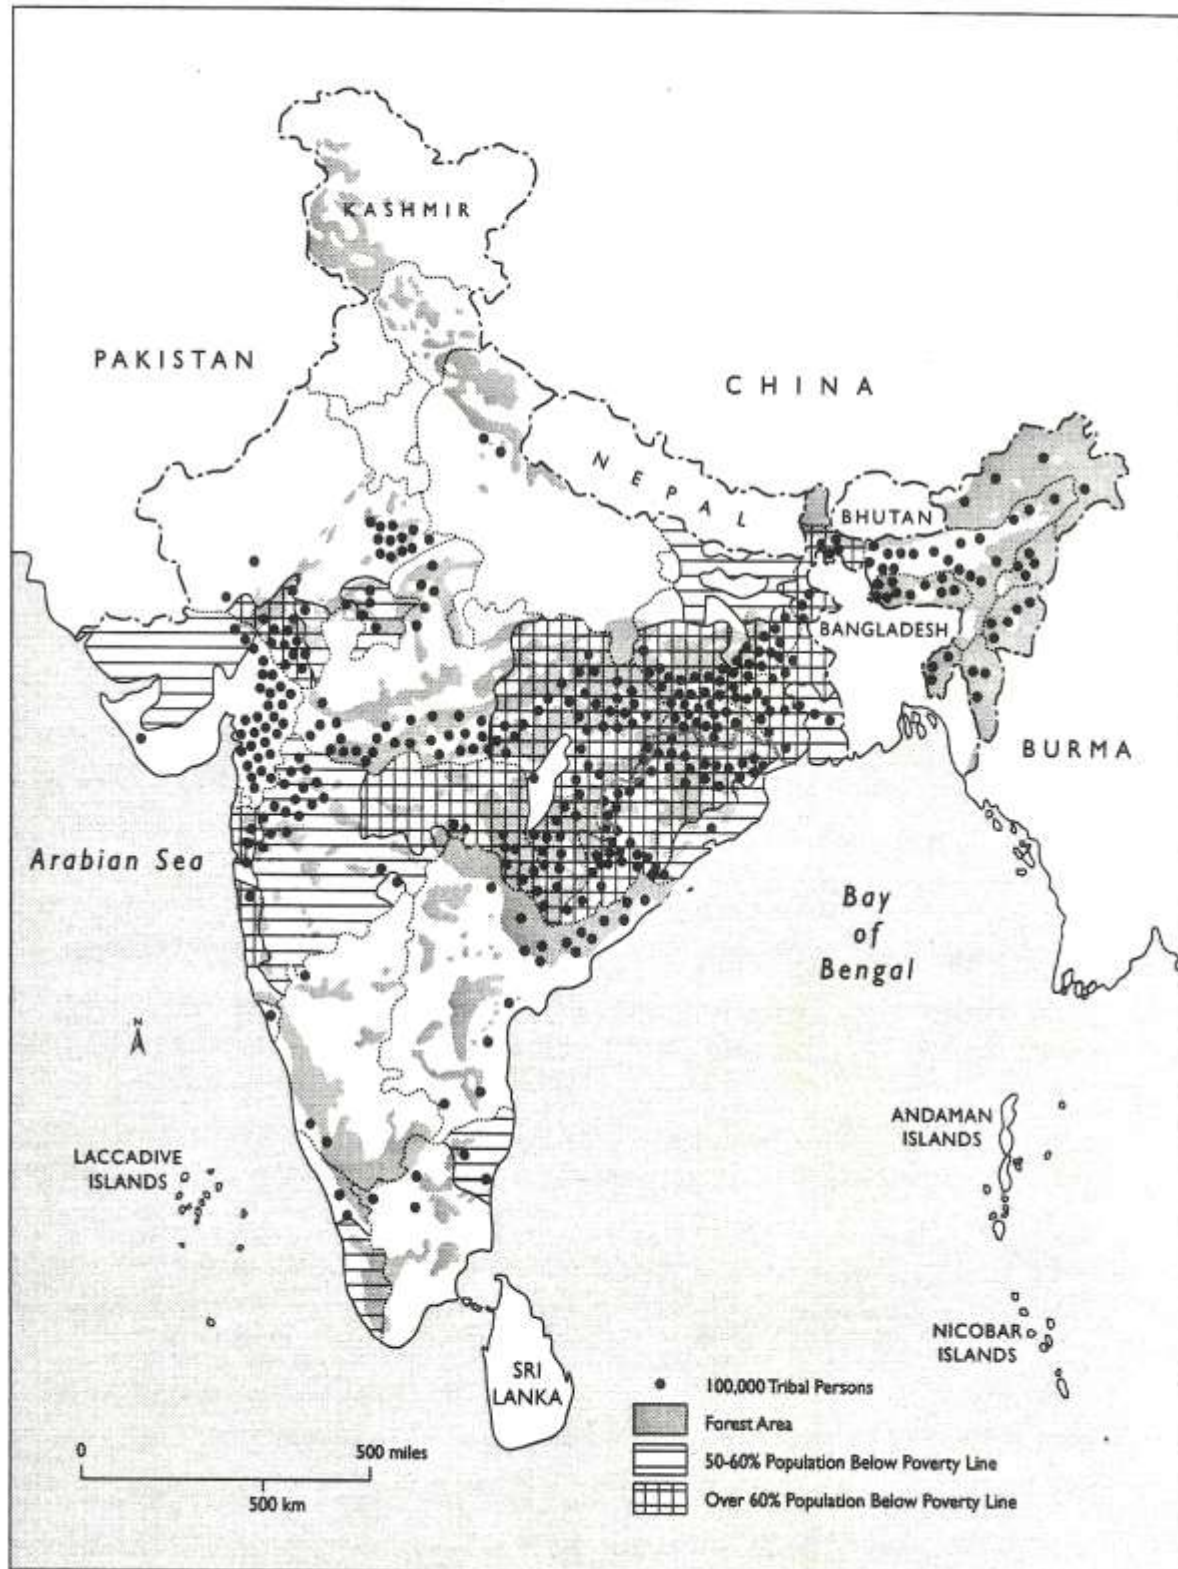 KASHMIR
PAKISTAN
CHINA
NEPAL
BHUTAN
BANGLADESH
BURMA
Arabian Sea
Bay
of
Bengal
N
ANDAMAN
ISLANDS
LACCADIVE
ISLANDS
NICOBAR
ISLANDS
SRI
LANKA
100,000 Tribal Persons
Forest Area
50-60% Population Below Poverty Line
Over 60% Population Below Poverty Line
0
500 miles
500 km